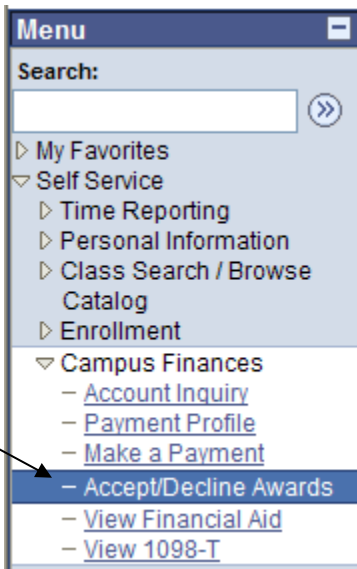 Menu
Search:
My Favorites
Self Service
Time Reporting
Personal Information
Class Search / Browse
Catalog
Enrollment
Campus Finances
– Account Inquiry
– Payment Profile
– Make a Payment
– Accept/Decline Awards
– View Financial Aid
– View 1098-T